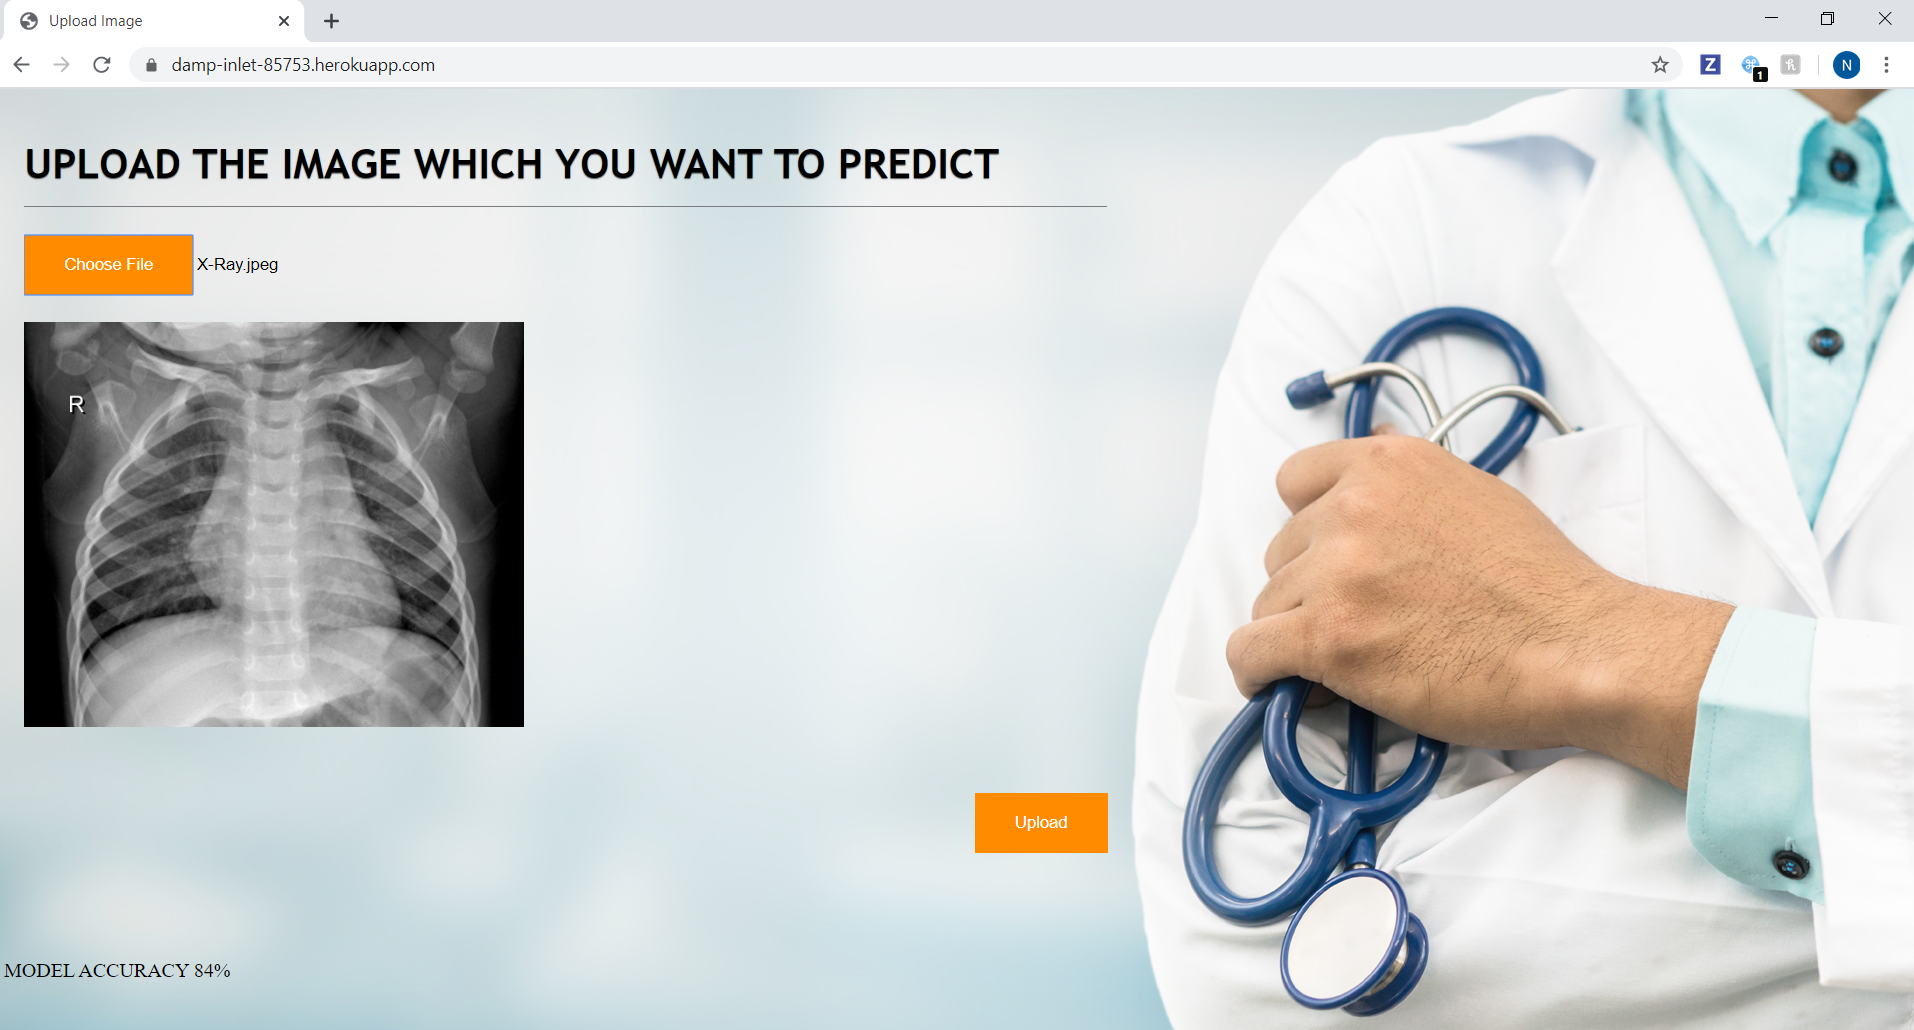 Upload Image
damp-inlet-85753.herokuapp.com
Z
1
N
UPLOAD THE IMAGE WHICH YOU WANT TO PREDICT
Choose File X-Ray.jpeg
R
Upload
MODEL ACCURACY 84%